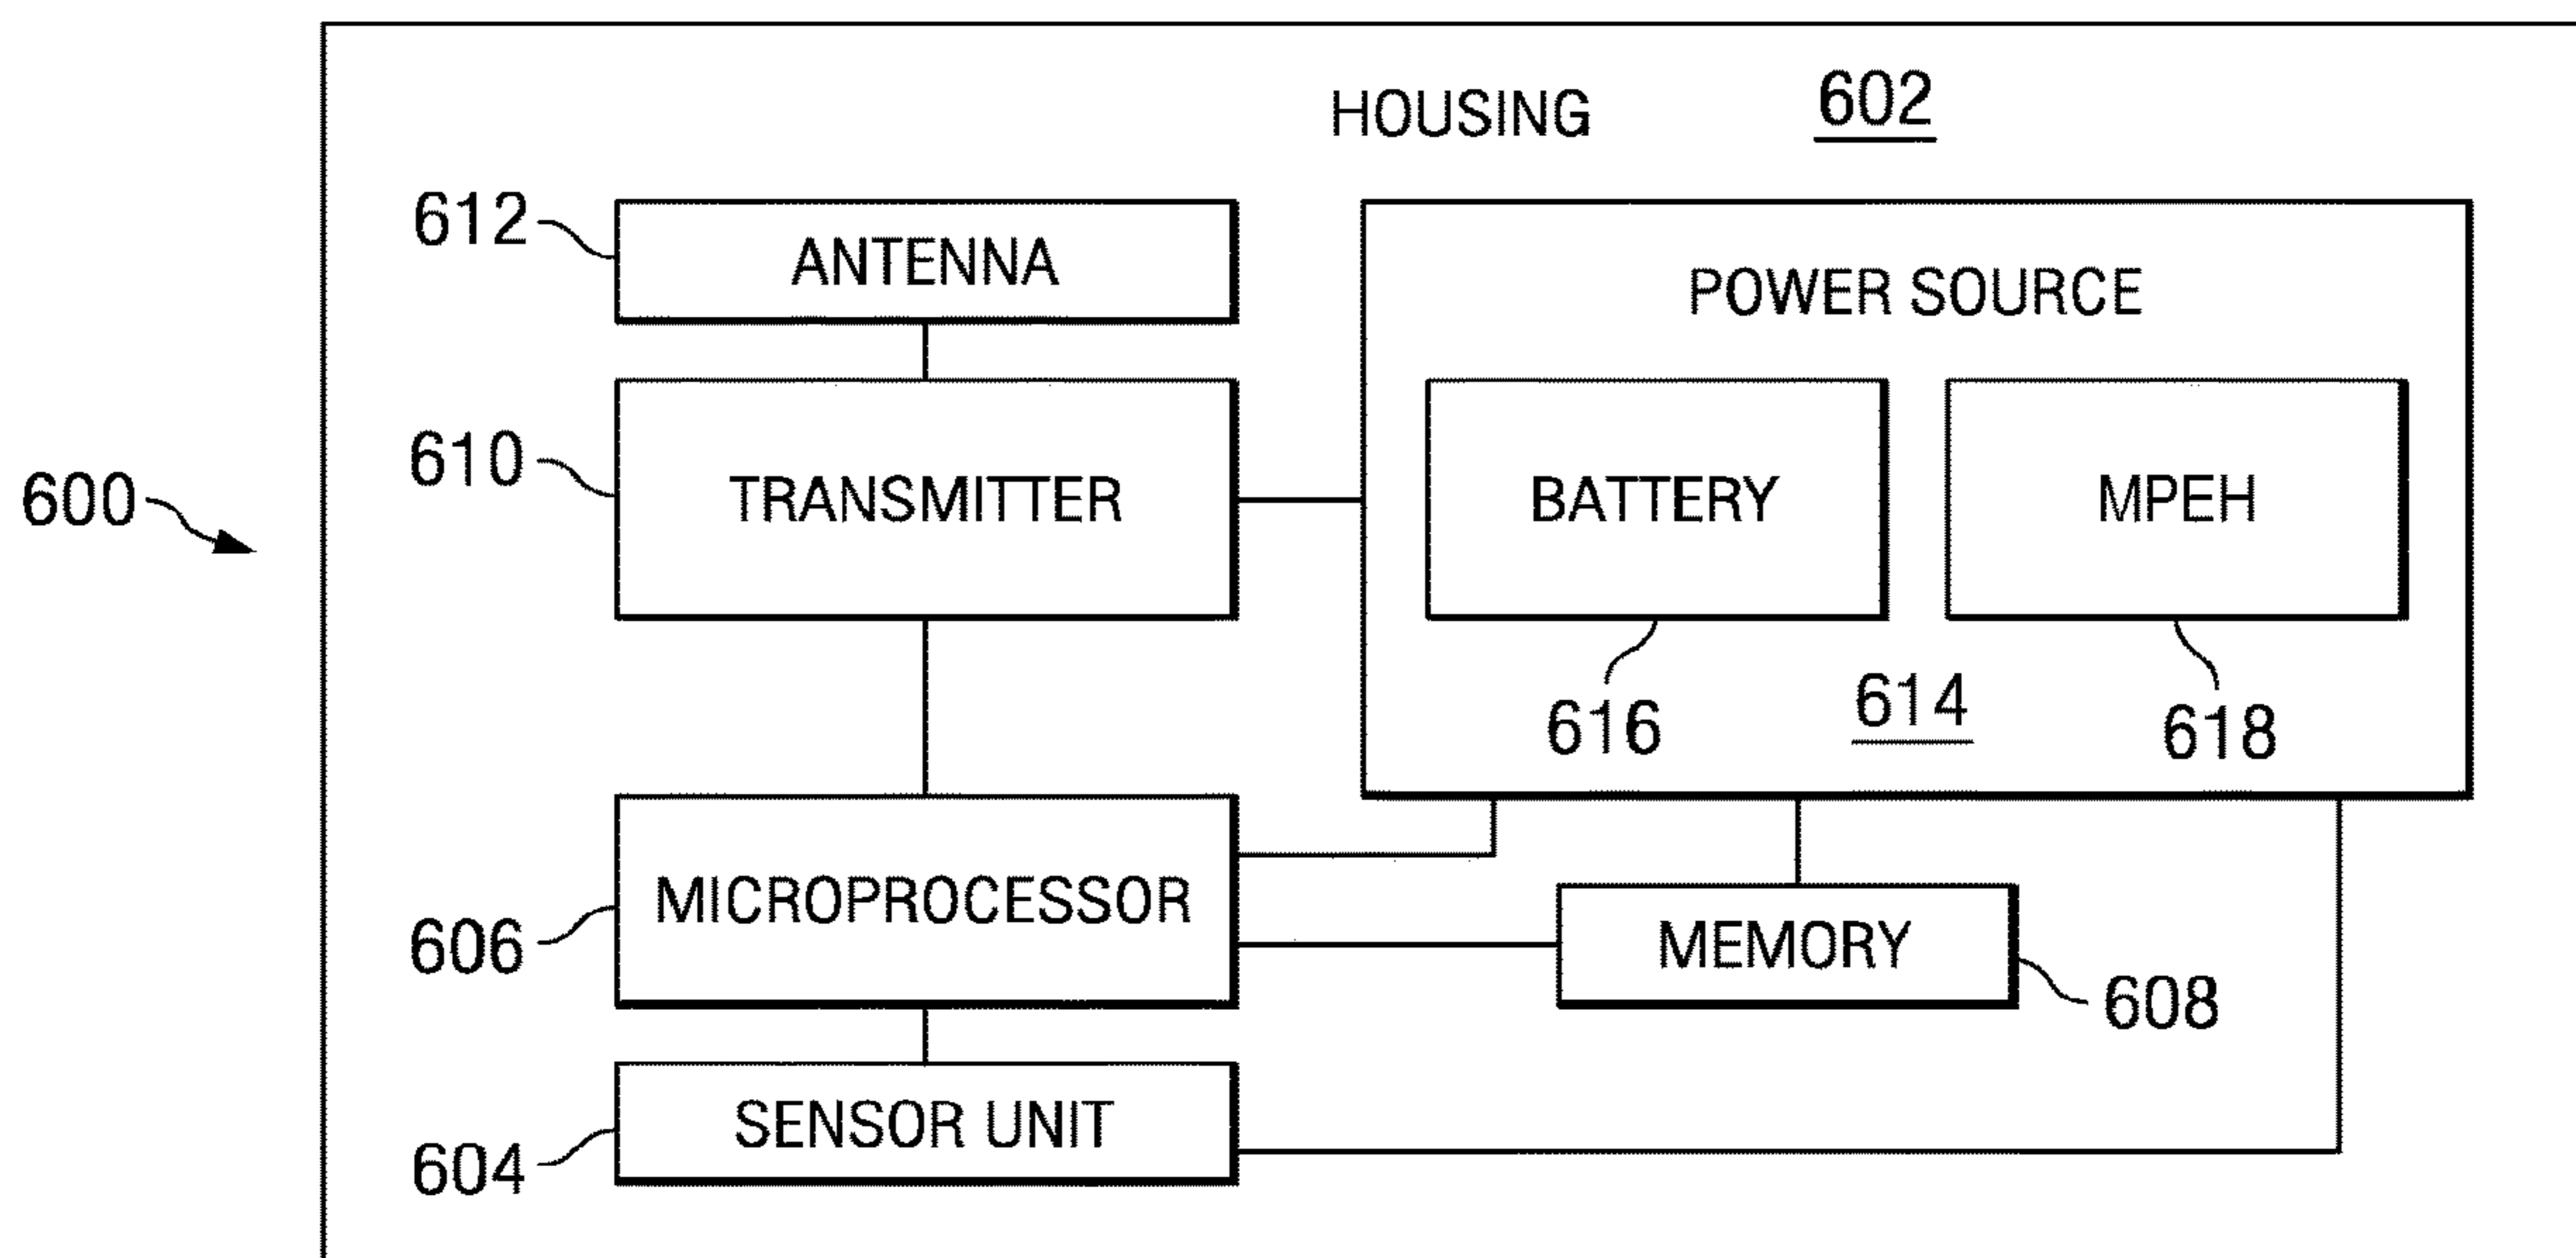 HOUSING 602
612 ANTENNA
POWER SOURCE
600
610 TRANSMITTER
BATTERY MPEH
616 614 618
606 MICROPROCESSOR
MEMORY 608
604 SENSOR UNIT